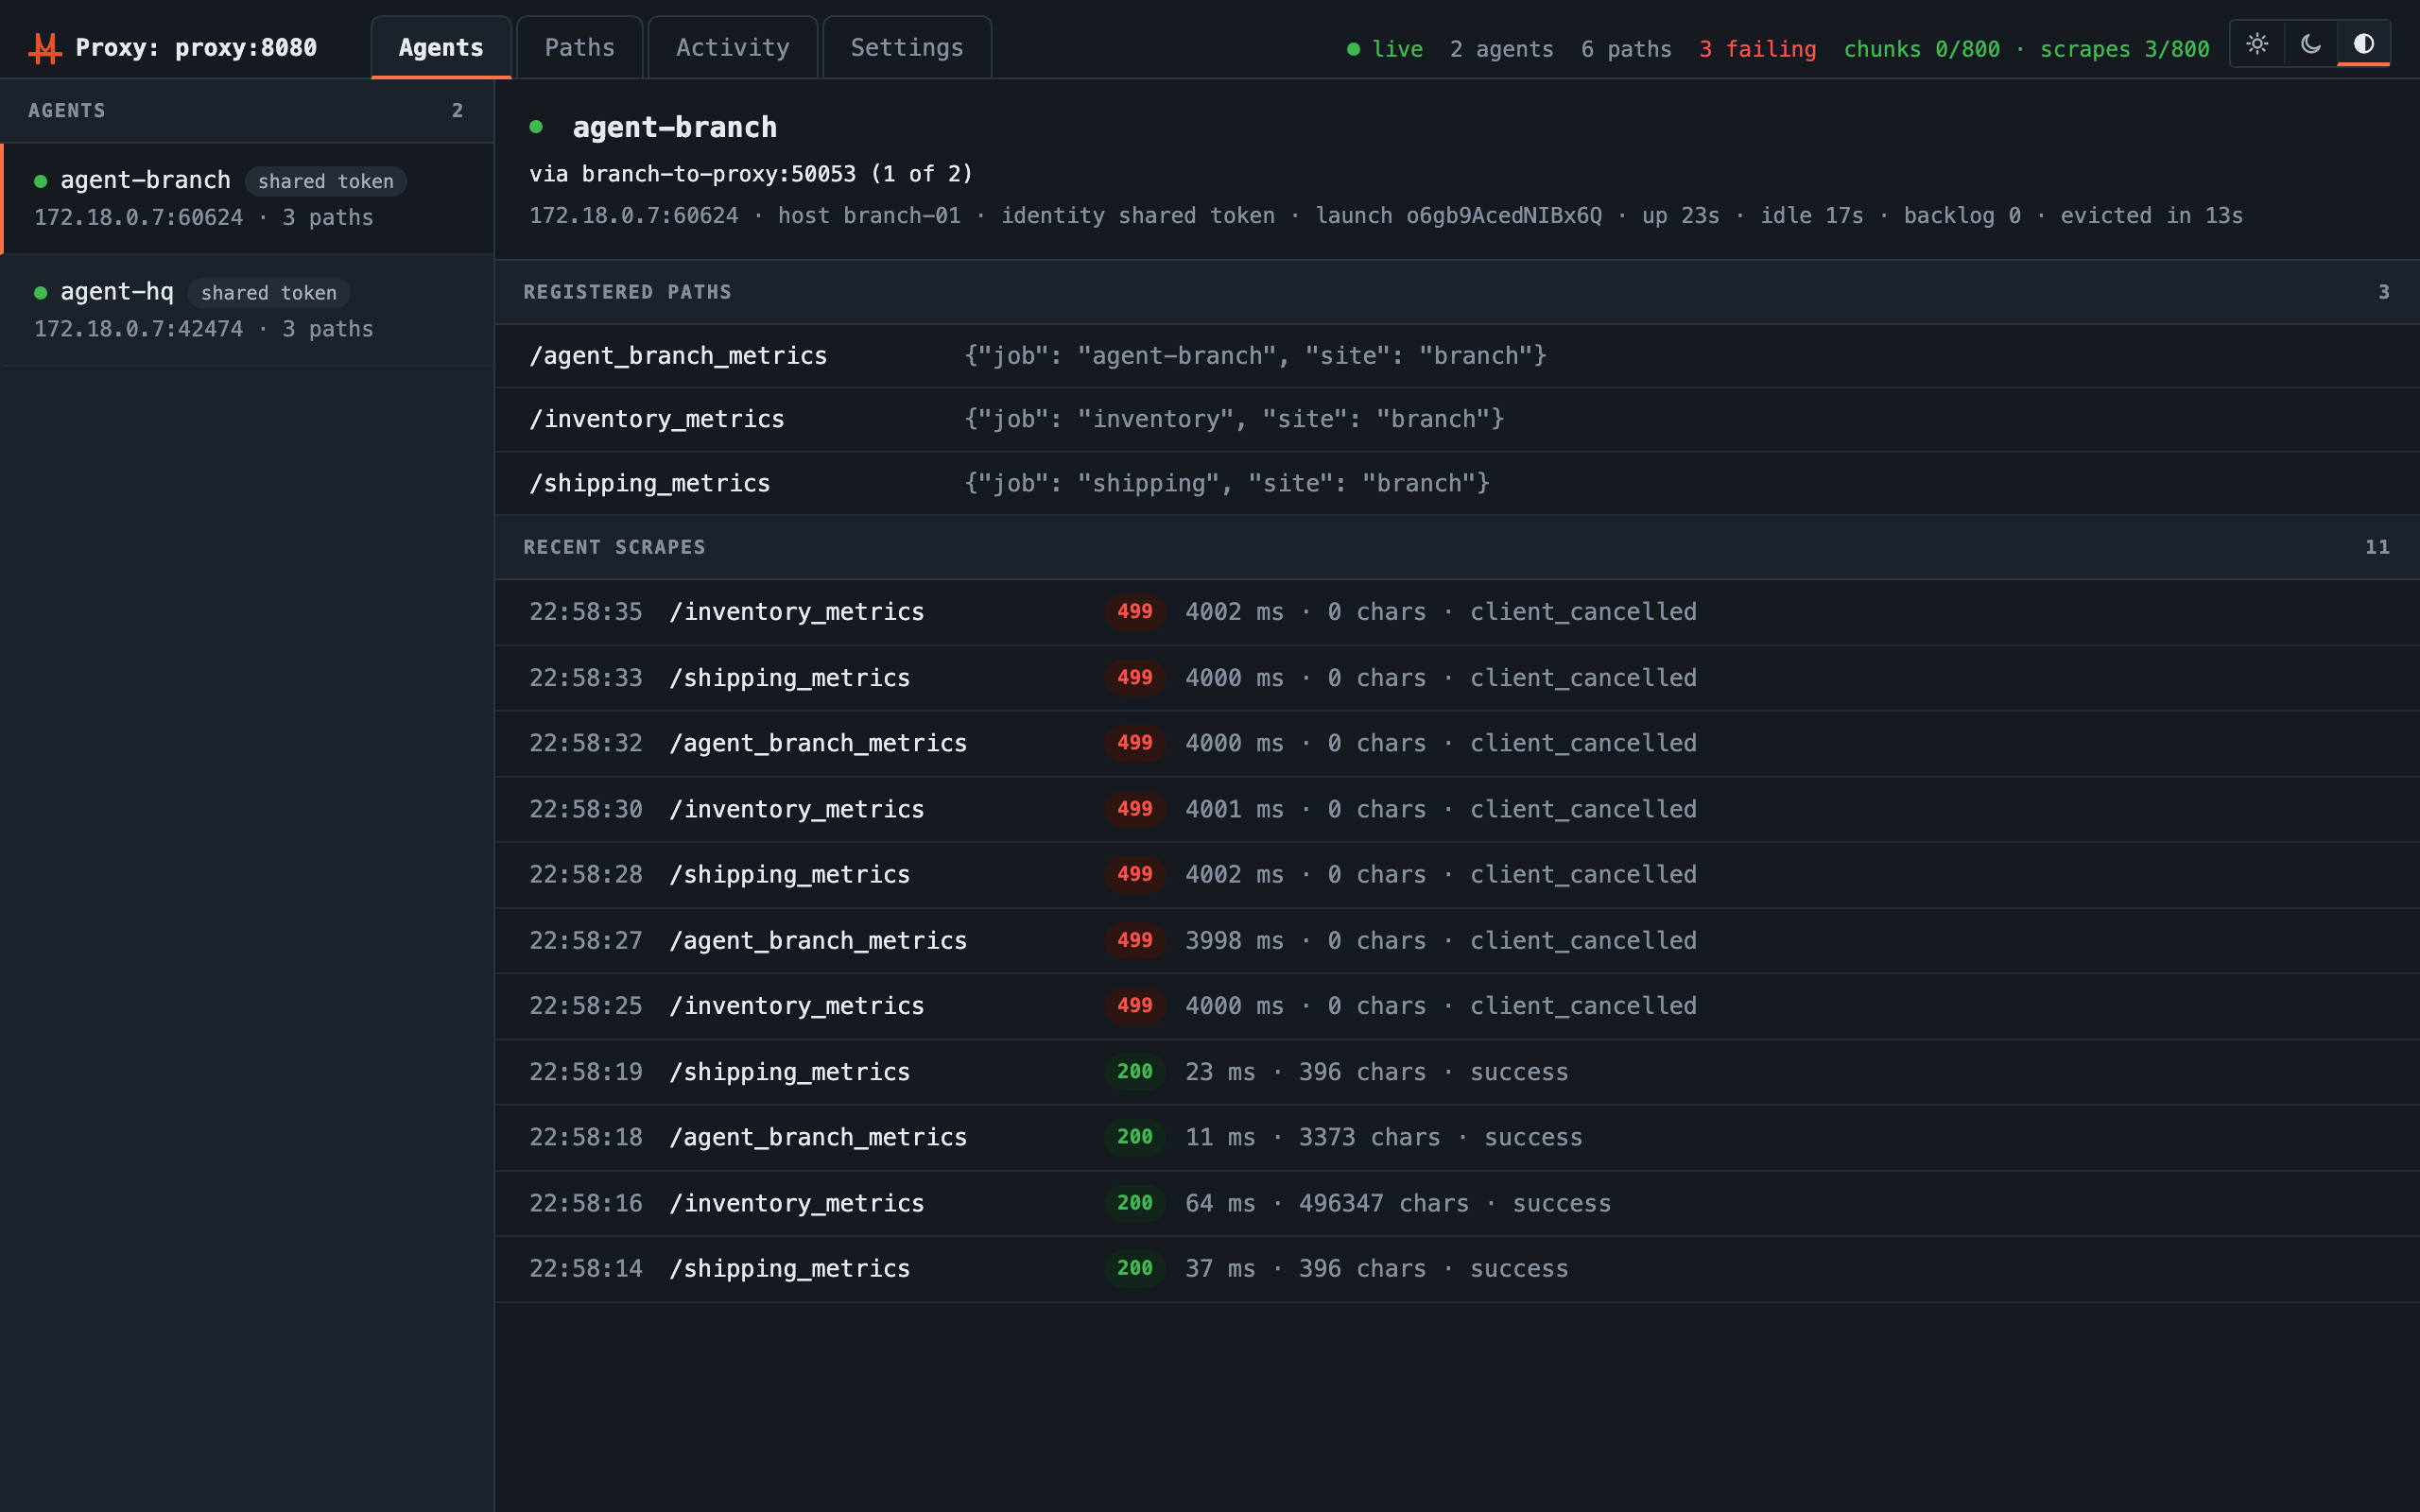 Proxy: proxy:8080 Agents Paths Activity Settings live 2 agents 6 paths 3 failing chunks 0/800 · scrapes 3/800
AGENTS 2
agent-branch shared token
172.18.0.7:60624 · 3 paths
agent-hq shared token
172.18.0.7:42474 · 3 paths
agent-branch
via branch-to-proxy:50053 (1 of 2)
172.18.0.7:60624 · host branch-01 · identity shared token · launch o6gb9AcedNIBx6Q · up 23s · idle 17s · backlog 0 · evicted in 13s
REGISTERED PATHS 3
/agent_branch_metrics {"job": "agent-branch", "site": "branch"}
/inventory_metrics {"job": "inventory", "site": "branch"}
/shipping_metrics {"job": "shipping", "site": "branch"}
RECENT SCRAPES 11
22:58:35 /inventory_metrics 499 4002 ms · 0 chars · client_cancelled
22:58:33 /shipping_metrics 499 4000 ms · 0 chars · client_cancelled
22:58:32 /agent_branch_metrics 499 4000 ms · 0 chars · client_cancelled
22:58:30 /inventory_metrics 499 4001 ms · 0 chars · client_cancelled
22:58:28 /shipping_metrics 499 4002 ms · 0 chars · client_cancelled
22:58:27 /agent_branch_metrics 499 3998 ms · 0 chars · client_cancelled
22:58:25 /inventory_metrics 499 4000 ms · 0 chars · client_cancelled
22:58:19 /shipping_metrics 200 23 ms · 396 chars · success
22:58:18 /agent_branch_metrics 200 11 ms · 3373 chars · success
22:58:16 /inventory_metrics 200 64 ms · 496347 chars · success
22:58:14 /shipping_metrics 200 37 ms · 396 chars · success